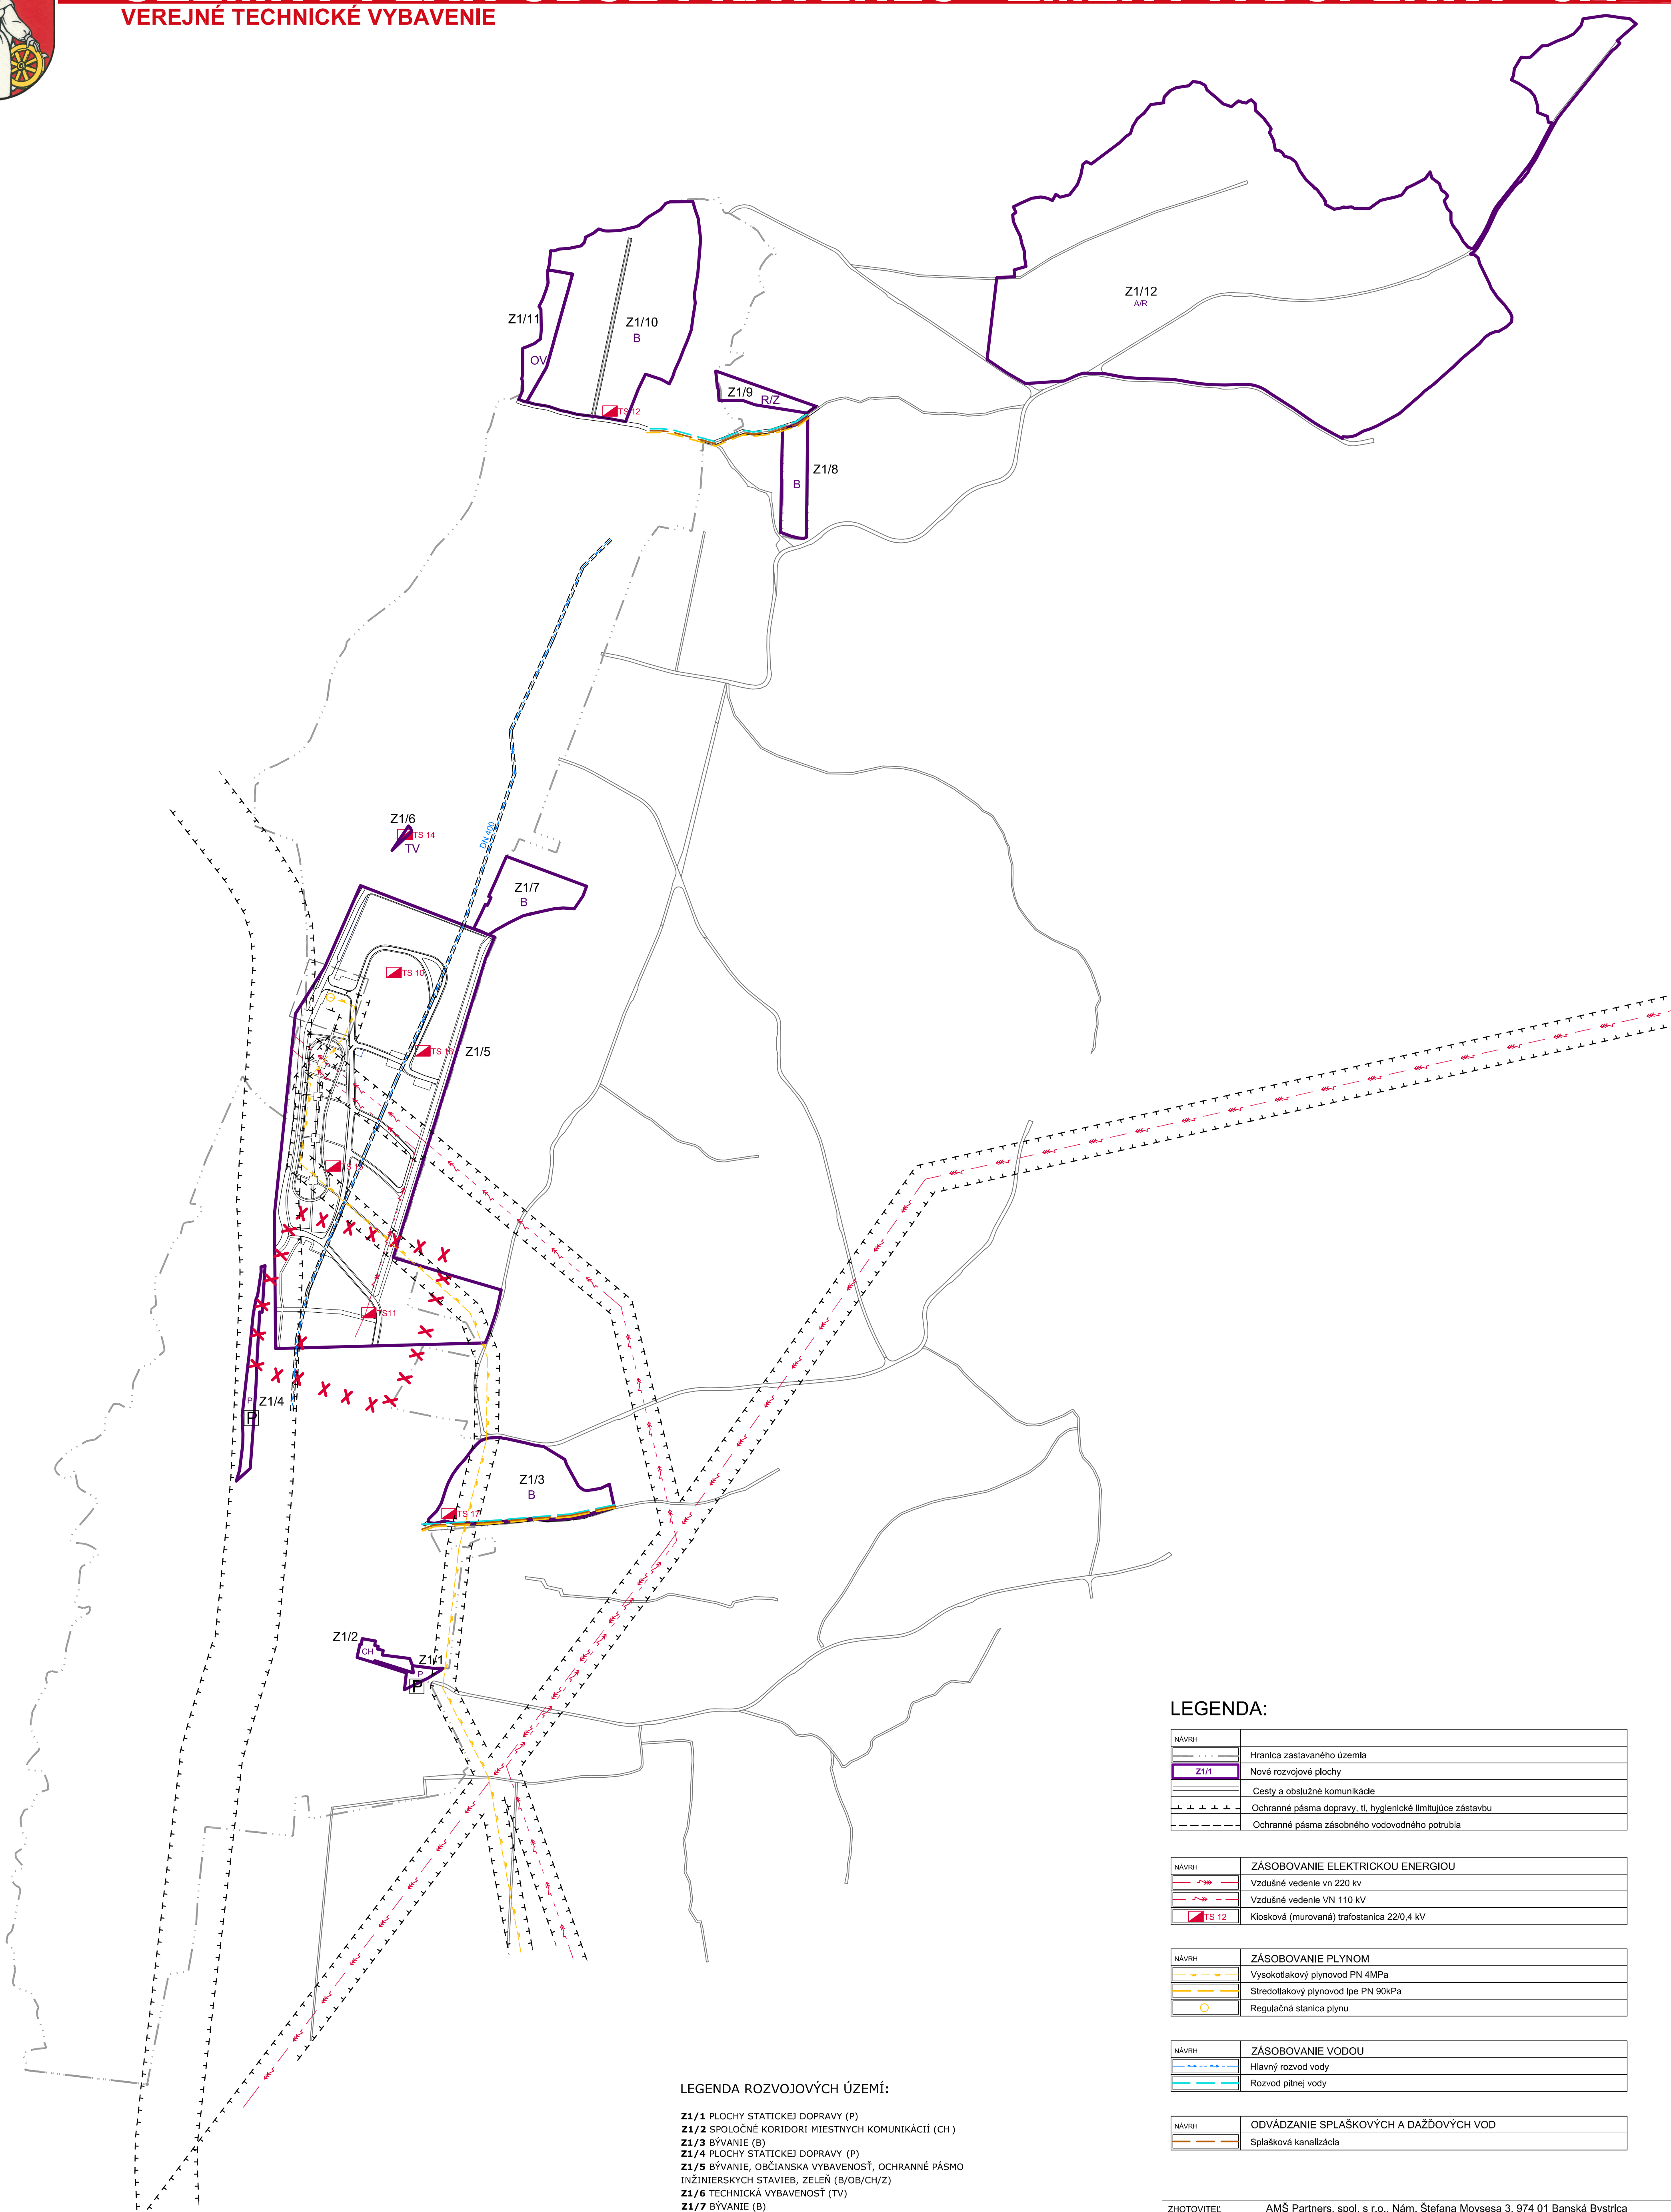 VEREJNÉ TECHNICKÉ VYBAVENIE
Z1/12
A/R
Z1/11
Z1/10
B
OV
TS 12
Z1/9
R/Z
Z1/8
B
DN 400
Z1/6
TS 14
TV
Z1/7
B
TS 10
TS 16
Z1/5
TS11
P
Z1/4
P
Z1/3
B
TS 17
Z1/2
CH
Z1/1
P
P
LEGENDA:
NÁVRH
Hranica zastavaného územia
Z1/1 Nové rozvojové plochy
Cesty a obslužné komunikácie
Ochranné pásma dopravy, ti, hygienické limitujúce zástavbu
Ochranné pásma zásobného vodovodného potrubia
NÁVRH ZÁSOBOVANIE ELEKTRICKOU ENERGIOU
Vzdušné vedenie vn 220 kv
Vzdušné vedenie VN 110 kV
TS 12 Kiosková (murovaná) trafostanica 22/0,4 kV
NÁVRH ZÁSOBOVANIE PLYNOM
Vysokotlakový plynovod PN 4MPa
Stredotlakový plynovod lpe PN 90kPa
Regulačná stanica plynu
NÁVRH ZÁSOBOVANIE VODOU
Hlavný rozvod vody
Rozvod pitnej vody
NÁVRH ODVÁDZANIE SPLAŠKOVÝCH A DAŽĎOVÝCH VOD
Splašková kanalizácia
LEGENDA ROZVOJOVÝCH ÚZEMÍ:
Z1/1 PLOCHY STATICKEJ DOPRAVY (P)
Z1/2 SPOLOČNÉ KORIDORI MIESTNYCH KOMUNIKÁCIÍ (CH)
Z1/3 BÝVANIE (B)
Z1/4 PLOCHY STATICKEJ DOPRAVY (P)
Z1/5 BÝVANIE, OBČIANSKA VYBAVENOSŤ, OCHRANNÉ PÁSMO
INŽINIERSKYCH STAVIEB, ZELEŇ (B/OB/CH/Z)
Z1/6 TECHNICKÁ VYBAVENOSŤ (TV)
Z1/7 BÝVANIE (B)
ZHOTOVITEĽ AMŠ Partners, spol. s r.o., Nám. Štefana Moysesa 3, 974 01 Banská Bystrica